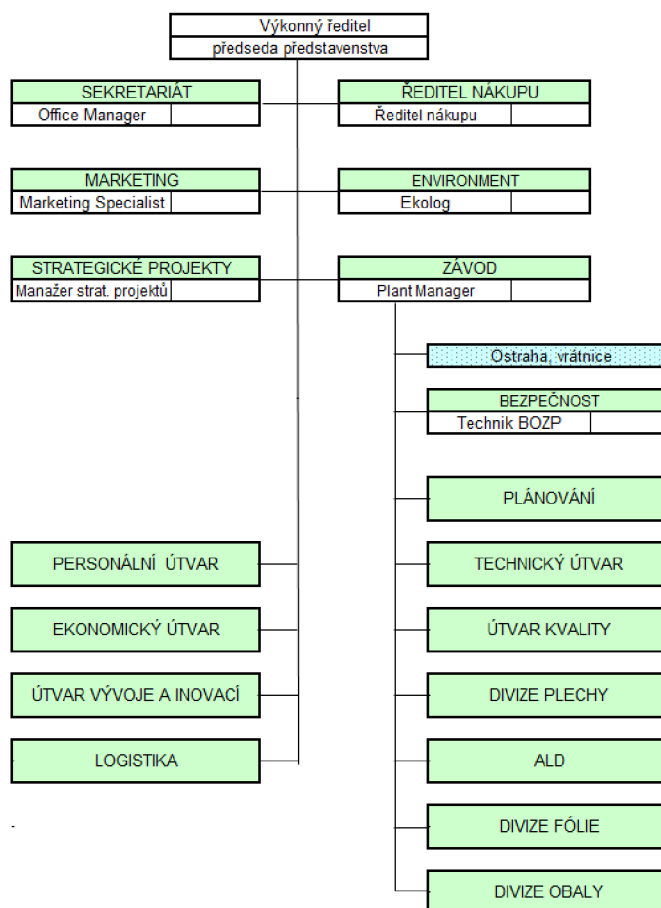 Výkonný ředitel
předseda představenstva
SEKRETARIÁT
Office Manager
ŘEDITEL NÁKUPU
Ředitel nákupu
MARKETING
Marketing Specialist
ENVIRONMENT
Ekolog
STRATEGICKÉ PROJEKTY
Manažer strat. projektů
ZÁVOD
Plant Manager
Ostraha, vrátnice
BEZPEČNOST
Technik BOZP
PLÁNOVÁNÍ
PERSONÁLNÍ ÚTVAR
TECHNICKÝ ÚTVAR
EKONOMICKÝ ÚTVAR
ÚTVAR KVALITY
ÚTVAR VÝVOJE A INOVACÍ
DIVIZE PLECHY
LOGISTIKA
ALD
DIVIZE FÓLIE
DIVIZE OBALY